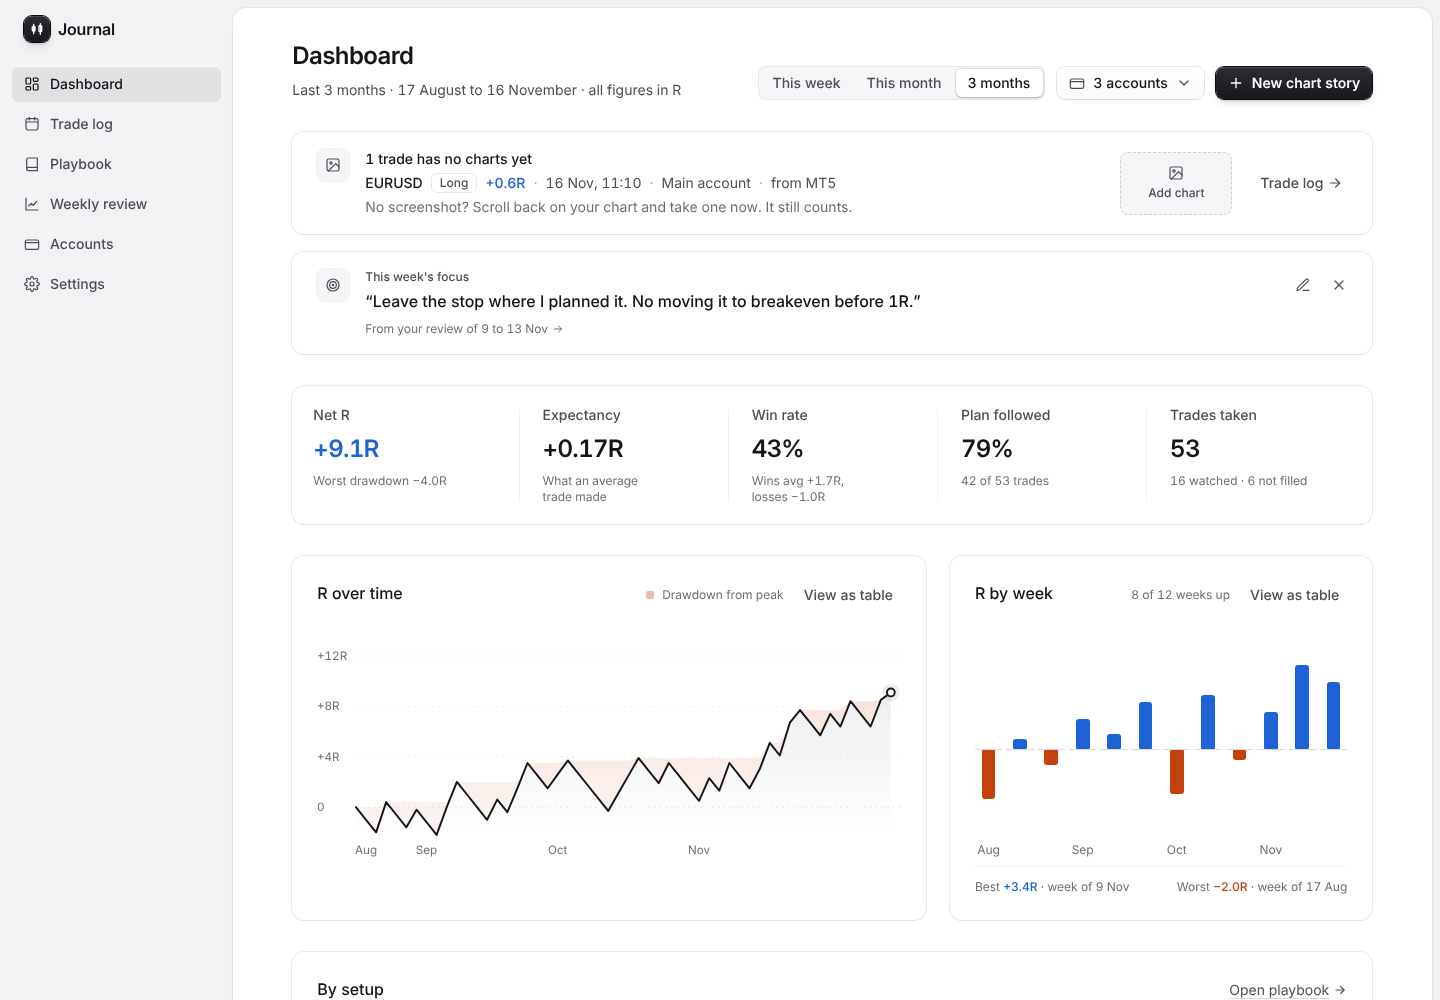 Journal
Dashboard
Trade log
Playbook
Weekly review
Accounts
Settings
Dashboard
Last 3 months · 17 August to 16 November · all figures in R
This week
This month
3 months
3 accounts
New chart story
1 trade has no charts yet
EURUSD Long +0.6R · 16 Nov, 11:10 · Main account · from MT5
No screenshot? Scroll back on your chart and take one now. It still counts.
Add chart
Trade log →
This week's focus
“Leave the stop where I planned it. No moving it to breakeven before 1R.”
From your review of 9 to 13 Nov →
Net R
+9.1R
Worst drawdown −4.0R
Expectancy
+0.17R
What an average
trade made
Win rate
43%
Wins avg +1.7R,
losses −1.0R
Plan followed
79%
42 of 53 trades
Trades taken
53
16 watched · 6 not filled
R over time
Drawdown from peak
View as table
+12R
+8R
+4R
0
Aug Sep Oct Nov
R by week
8 of 12 weeks up
View as table
Aug Sep Oct Nov
Best +3.4R · week of 9 Nov
Worst −2.0R · week of 17 Aug
By setup
Open playbook →